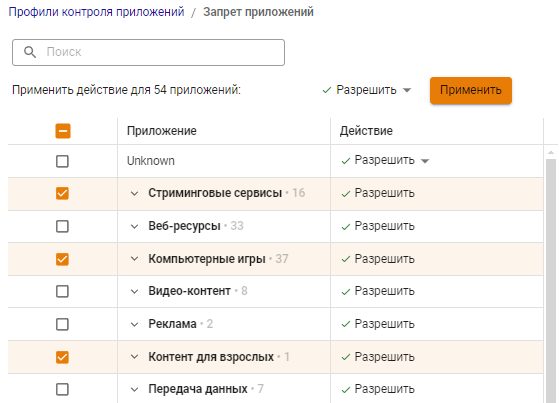 Профили контроля приложений / Запрет приложений
Поиск
Применить действие для 54 приложений: Разрешить Применить
Приложение Действие
Unknown Разрешить
Стриминговые сервисы • 16 Разрешить
Веб-ресурсы • 33 Разрешить
Компьютерные игры • 37 Разрешить
Видео-контент • 8 Разрешить
Реклама • 2 Разрешить
Контент для взрослых • 1 Разрешить
Передача данных • 7 Разрешить